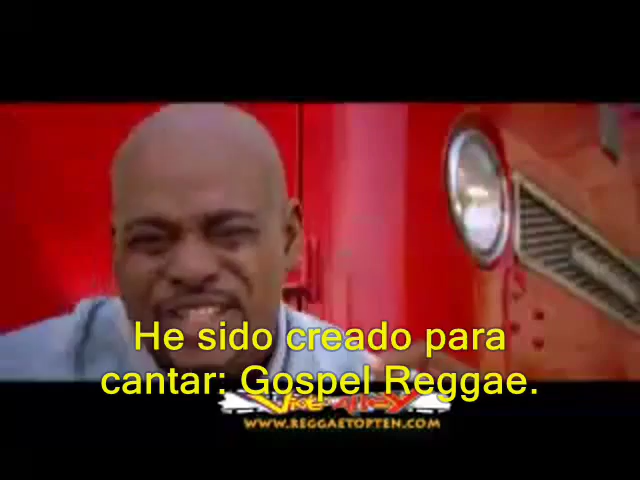 He sido creado para
cantar: Gospel Reggae.
WWW.REGGAETOPTEN.COM